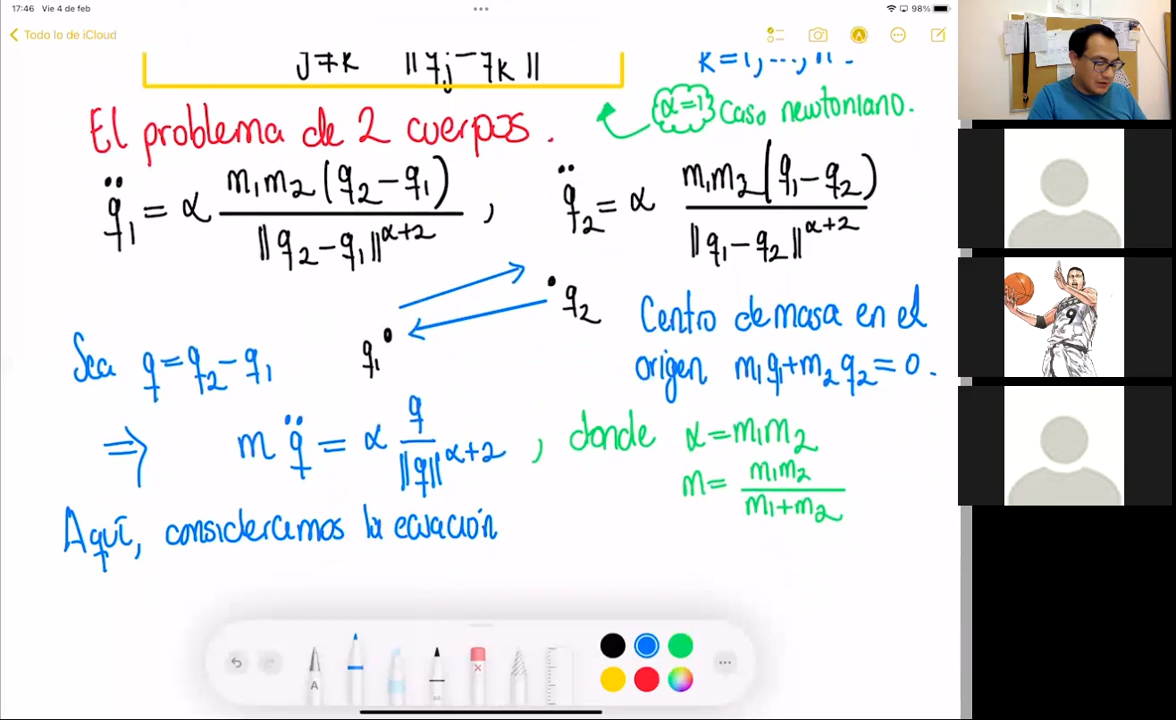 17:46 Vie 4 de feb
98%
Todo lo de iCloud
j≠k ||qj-qk||
k=1,...,n.
El problema de 2 cuerpos.
α=1 Caso newtoniano.
q̈₁ = α m₁m₂(q₂-q₁) / ||q₂-q₁||^(α+2) , q̈₂ = α m₁m₂(q₁-q₂) / ||q₁-q₂||^(α+2)
q₂
q₁
Centro de masa en el
origen m₁q₁+m₂q₂=0.
Sea q=q₂-q₁
⇒ m q̈ = α q / ||q||^(α+2) , donde α=m₁m₂
m= m₁m₂ / m₁+m₂
Aquí, consideramos la ecuación
A
9